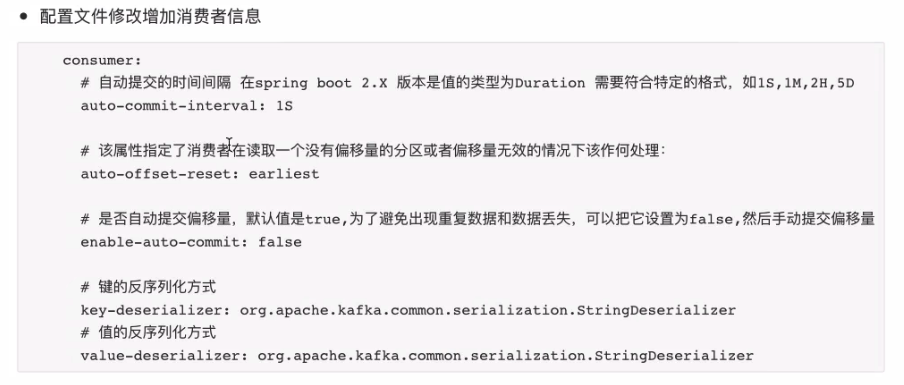 • 配置文件修改增加消费者信息
consumer:
# 自动提交的时间间隔 在spring boot 2.X 版本是值的类型为Duration 需要符合特定的格式，如1S,1M,2H,5D
auto-commit-interval: 1S
# 该属性指定了消费者在读取一个没有偏移量的分区或者偏移量无效的情况下该作何处理：
auto-offset-reset: earliest
# 是否自动提交偏移量，默认值是true,为了避免出现重复数据和数据丢失，可以把它设置为false,然后手动提交偏移量
enable-auto-commit: false
# 键的反序列化方式
key-deserializer: org.apache.kafka.common.serialization.StringDeserializer
# 值的反序列化方式
value-deserializer: org.apache.kafka.common.serialization.StringDeserializer